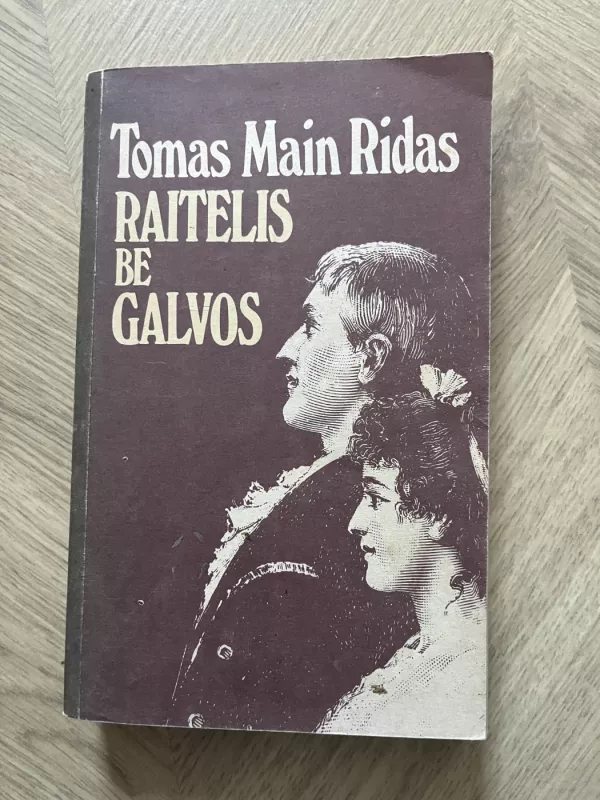 Tomas Main Ridas
RAITELIS
BE
GALVOS